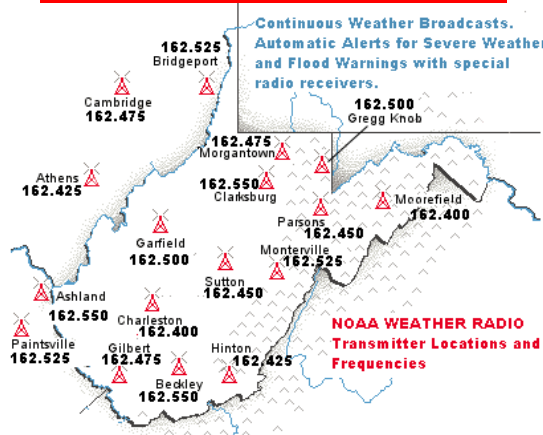 Continuous Weather Broadcasts.
Automatic Alerts for Severe Weather
and Flood Warnings with special
radio receivers.
162.525
Bridgeport
Cambridge
162.475
162.500
Gregg Knob
162.475
Morgantown
Athens
162.425
162.550
Clarksburg
Moorefield
162.400
Parsons
162.450
Garfield
162.500
Monterville
162.525
Sutton
162.450
Ashland
162.550
Charleston
162.400
Paintsville
162.525
Gilbert
162.475
Beckley
162.550
Hinton
162.425
NOAA WEATHER RADIO
Transmitter Locations and
Frequencies